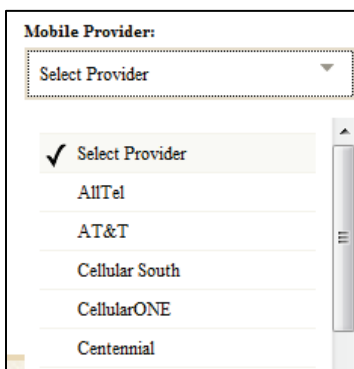 Mobile Provider:
Select Provider
Select Provider
AllTel
AT&T
Cellular South
CellularONE
Centennial